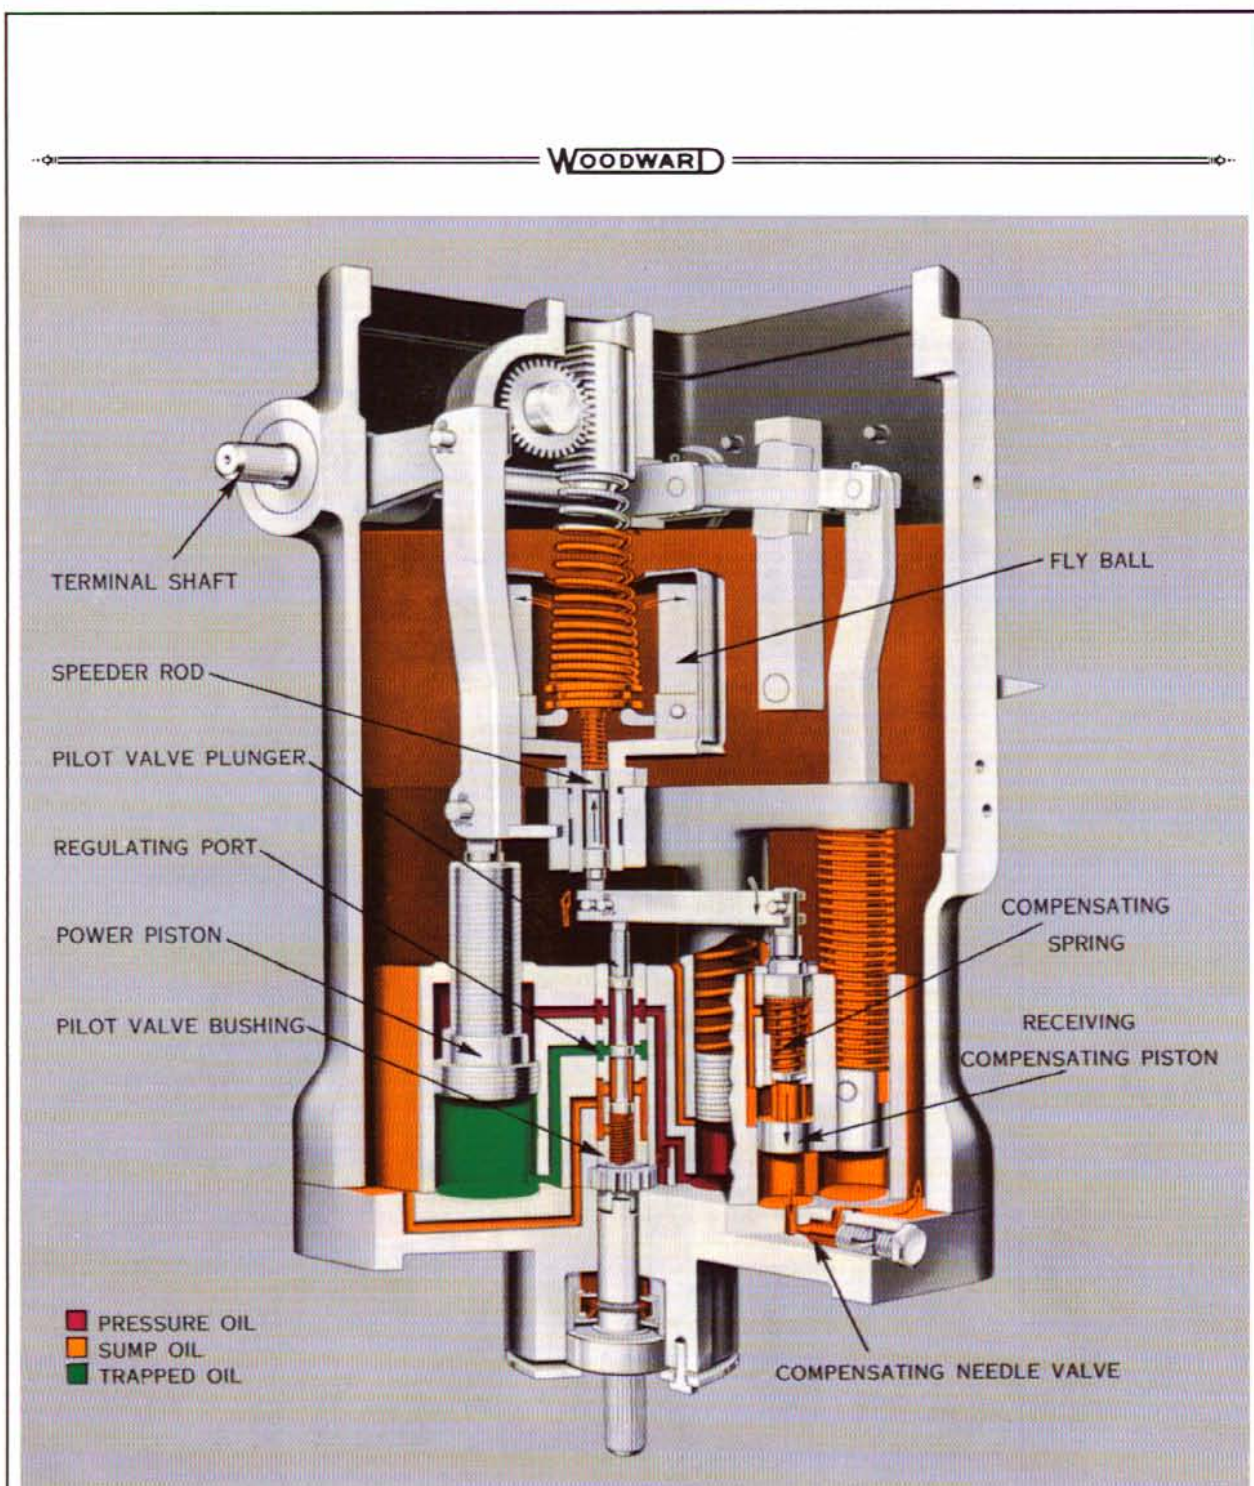 WOODWARD
TERMINAL SHAFT
FLY BALL
SPEEDER ROD
PILOT VALVE PLUNGER
REGULATING PORT
POWER PISTON
PILOT VALVE BUSHING
COMPENSATING
SPRING
RECEIVING
COMPENSATING PISTON
PRESSURE OIL
SUMP OIL
TRAPPED OIL
COMPENSATING NEEDLE VALVE